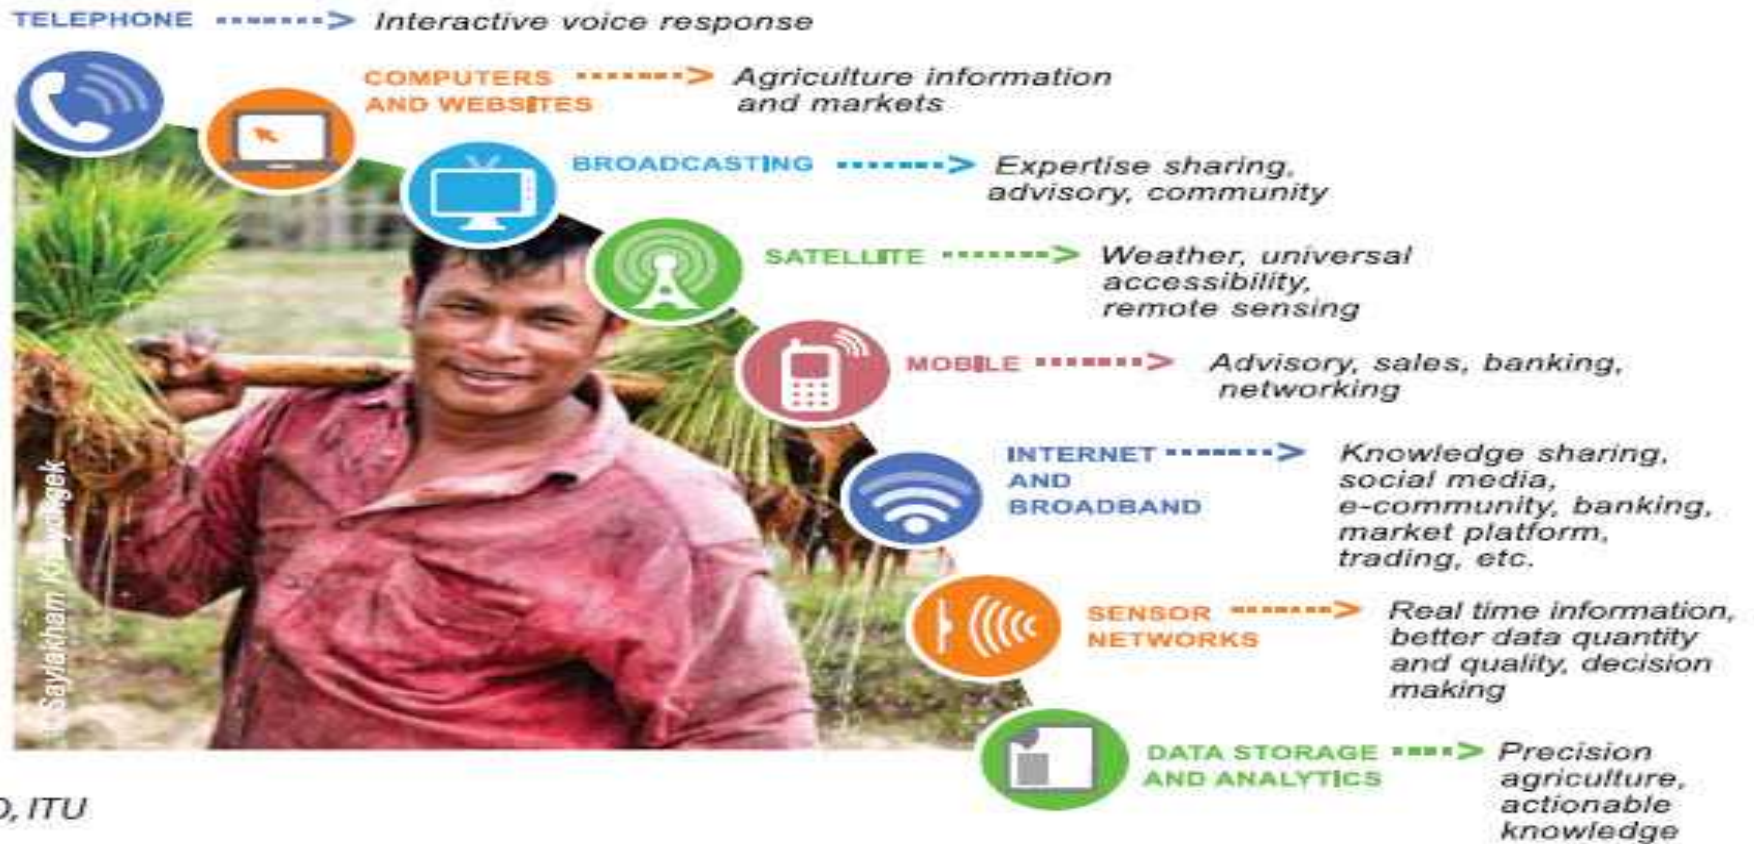 TELEPHONE Interactive voice response
COMPUTERS AND WEBSITES
Agriculture information
and markets
BROADCASTING
Expertise sharing,
advisory, community
SATELLITE
Weather, universal
accessibility,
remote sensing
MOBILE
Advisory, sales, banking,
networking
INTERNET
AND
BROADBAND
Knowledge sharing,
social media,
e-community, banking,
market platform,
trading, etc.
SENSOR
NETWORKS
Real time information,
better data quantity
and quality, decision
making
DATA STORAGE
AND ANALYTICS
Precision
agriculture,
actionable
knowledge
ITU